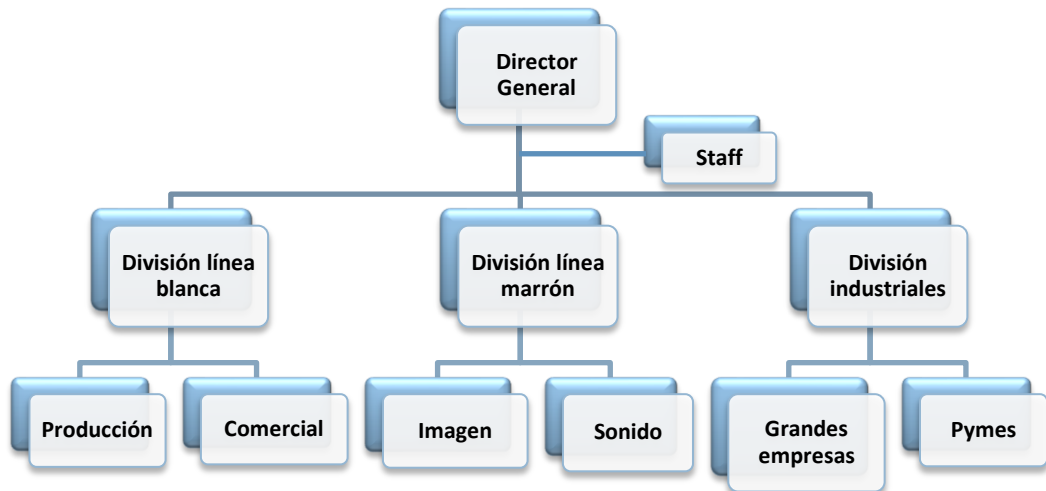 Director
General
Staff
División línea
blanca
División línea
marrón
División
industriales
Producción
Comercial
Imagen
Sonido
Grandes
empresas
Pymes